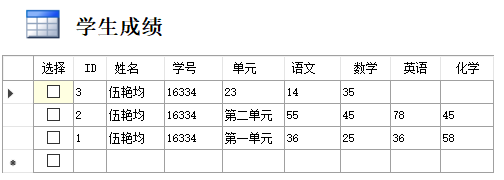 学生成绩
选择 ID 姓名 学号 单元 语文 数学 英语 化学
3 伍艳均 16334 23 14 35
2 伍艳均 16334 第二单元 55 45 78 45
1 伍艳均 16334 第一单元 36 25 36 58